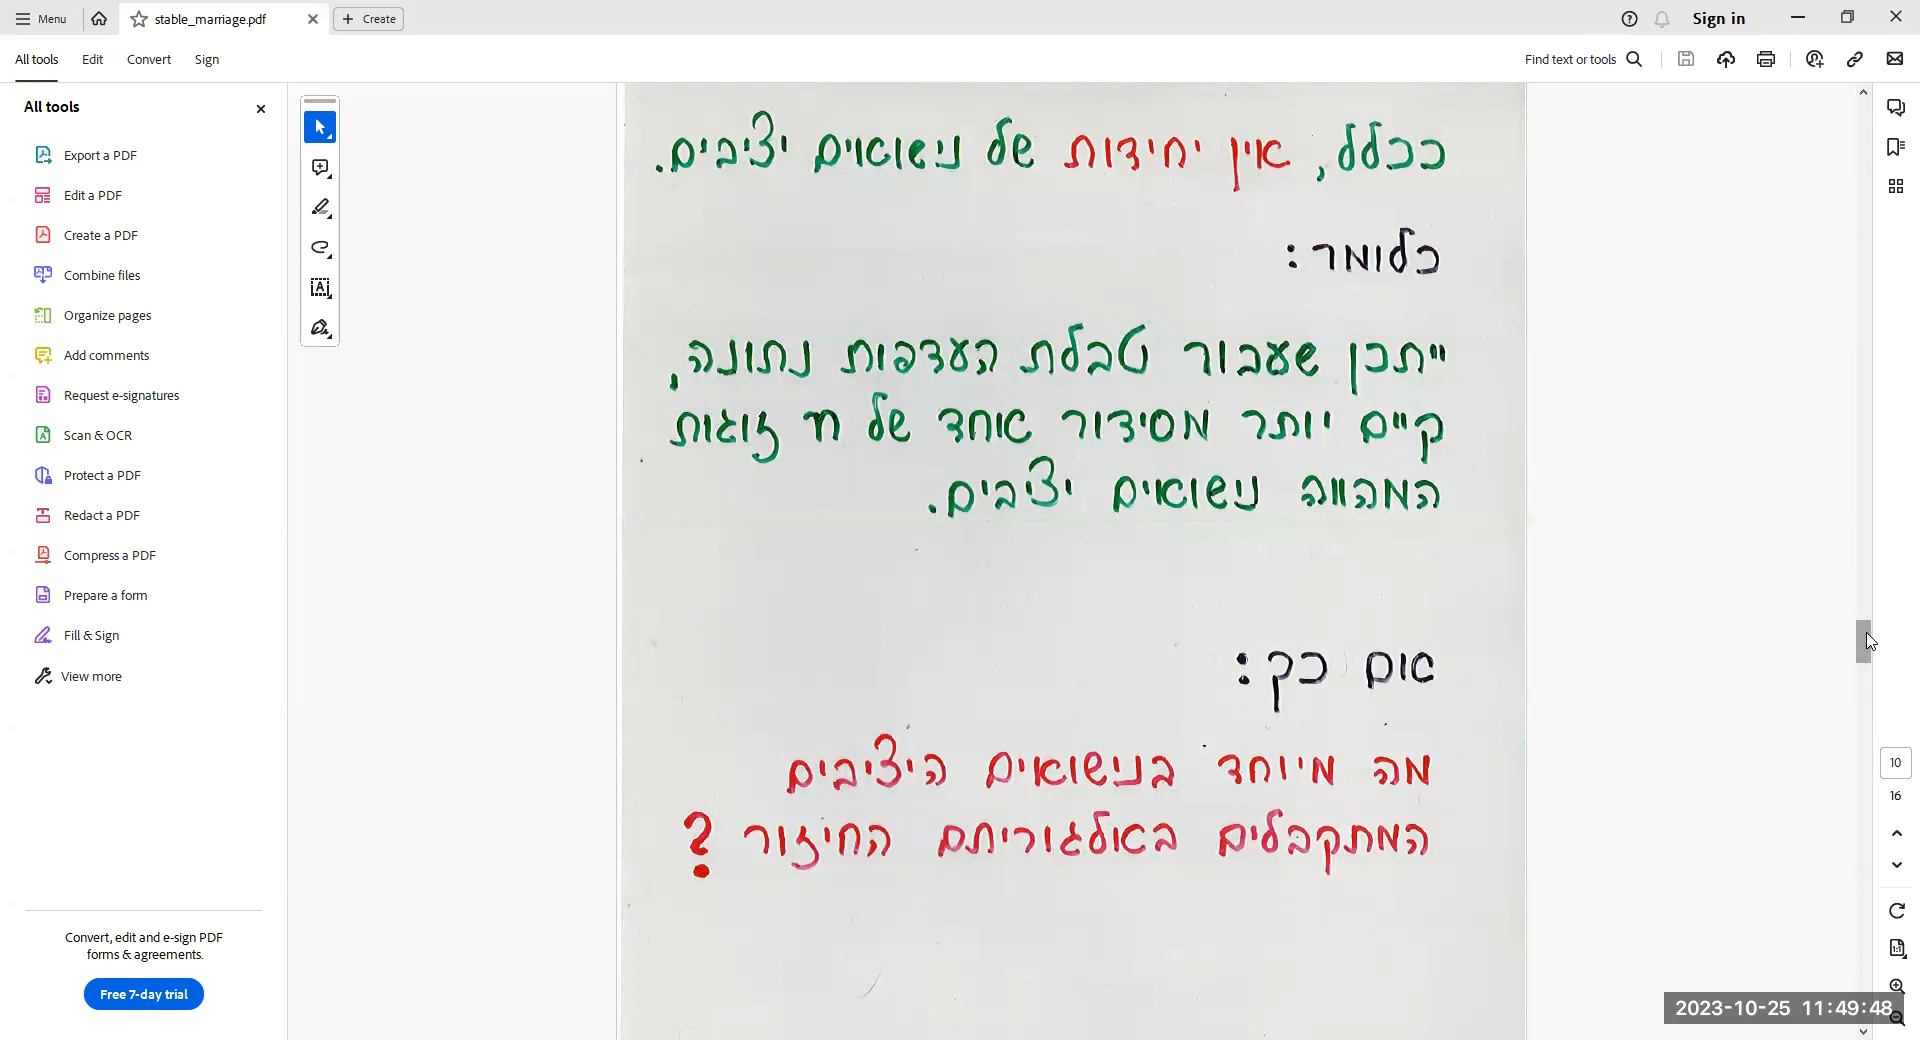 Menu
stable_marriage.pdf
Create
Sign in
All tools
Edit
Convert
Sign
Find text or tools
All tools
Export a PDF
Edit a PDF
Create a PDF
Combine files
Organize pages
Add comments
Request e-signatures
Scan & OCR
Protect a PDF
Redact a PDF
Compress a PDF
Prepare a form
Fill & Sign
View more
Convert, edit and e-sign PDF
forms & agreements.
Free 7-day trial
ככלל, אין יחידות של נישואים יציבים.
כלומר:
ייתכן שעבור טבלת העדפות נתונה,
קיים יותר מסידור אחד של n זוגות
המהווה נישואים יציבים.
אם כך:
מה מיוחד בנישואים היציבים
המתקבלים באלגוריתם החיזור?
10
16
2023-10-25 11:49:48